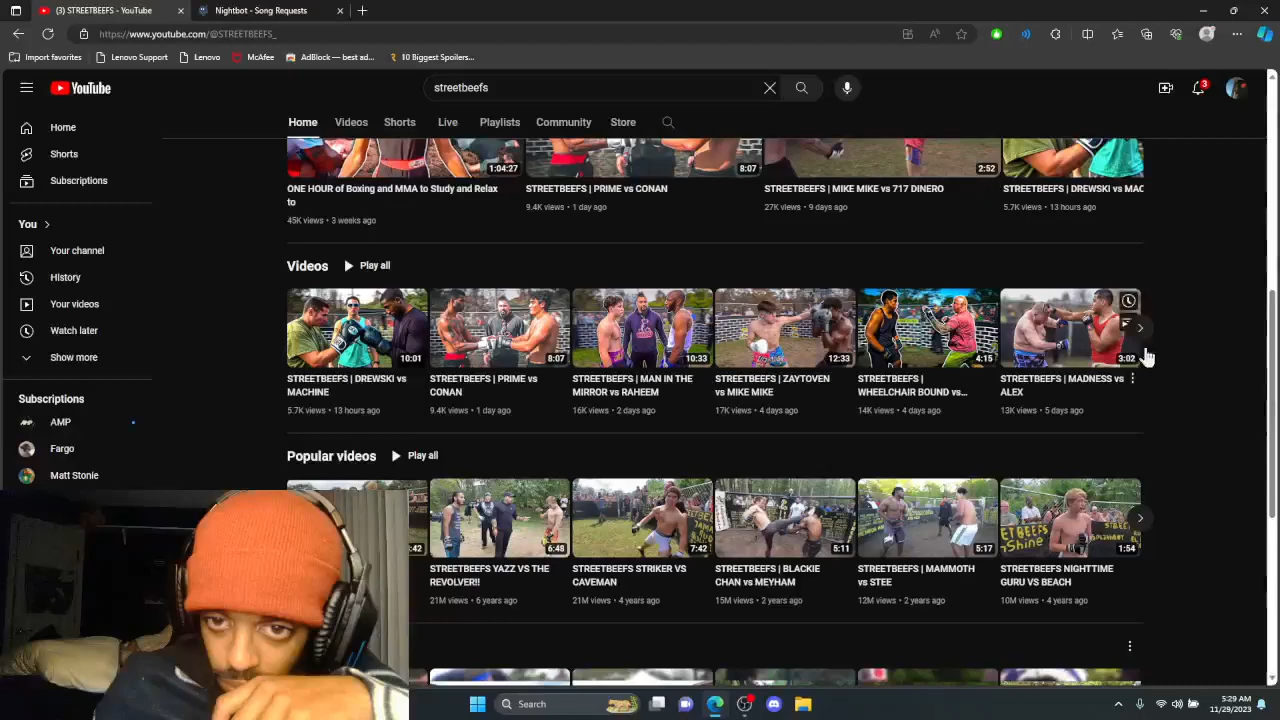 (3) STREETBEEFS - YouTube
Nightbot - Song Requests
https://www.youtube.com/@STREETBEEFS_
Import favorites
Lenovo Support
Lenovo
McAfee
AdBlock — best ad...
10 Biggest Spoilers...
YouTube
streetbeefs
3
Home
Videos
Shorts
Live
Playlists
Community
Store
Home
Shorts
Subscriptions
You
Your channel
History
Your videos
Watch later
Show more
Subscriptions
AMP
Fargo
Matt Stonie
1:04:27
8:07
2:52
ONE HOUR of Boxing and MMA to Study and Relax
to
45K views • 3 weeks ago
STREETBEEFS | PRIME vs CONAN
9.4K views • 1 day ago
STREETBEEFS | MIKE MIKE vs 717 DINERO
27K views • 9 days ago
STREETBEEFS | DREWSKI vs MAC
5.7K views • 13 hours ago
Videos
Play all
10:01
8:07
10:33
12:33
4:15
3:02
STREETBEEFS | DREWSKI vs
MACHINE
5.7K views • 13 hours ago
STREETBEEFS | PRIME vs
CONAN
9.4K views • 1 day ago
STREETBEEFS | MAN IN THE
MIRROR vs RAHEEM
16K views • 2 days ago
STREETBEEFS | ZAYTOVEN
vs MIKE MIKE
17K views • 4 days ago
STREETBEEFS |
WHEELCHAIR BOUND vs...
14K views • 4 days ago
STREETBEEFS | MADNESS vs
ALEX
13K views • 5 days ago
Popular videos
Play all
:42
6:48
7:42
5:11
5:17
1:54
STREETBEEFS YAZZ VS THE
REVOLVER!!
21M views • 6 years ago
STREETBEEFS STRIKER VS
CAVEMAN
21M views • 4 years ago
STREETBEEFS | BLACKIE
CHAN vs MEYHAM
15M views • 2 years ago
STREETBEEFS | MAMMOTH
vs STEE
12M views • 2 years ago
STREETBEEFS NIGHTTIME
GURU VS BEACH
10M views • 4 years ago
Search
5:29 AM
11/29/2023